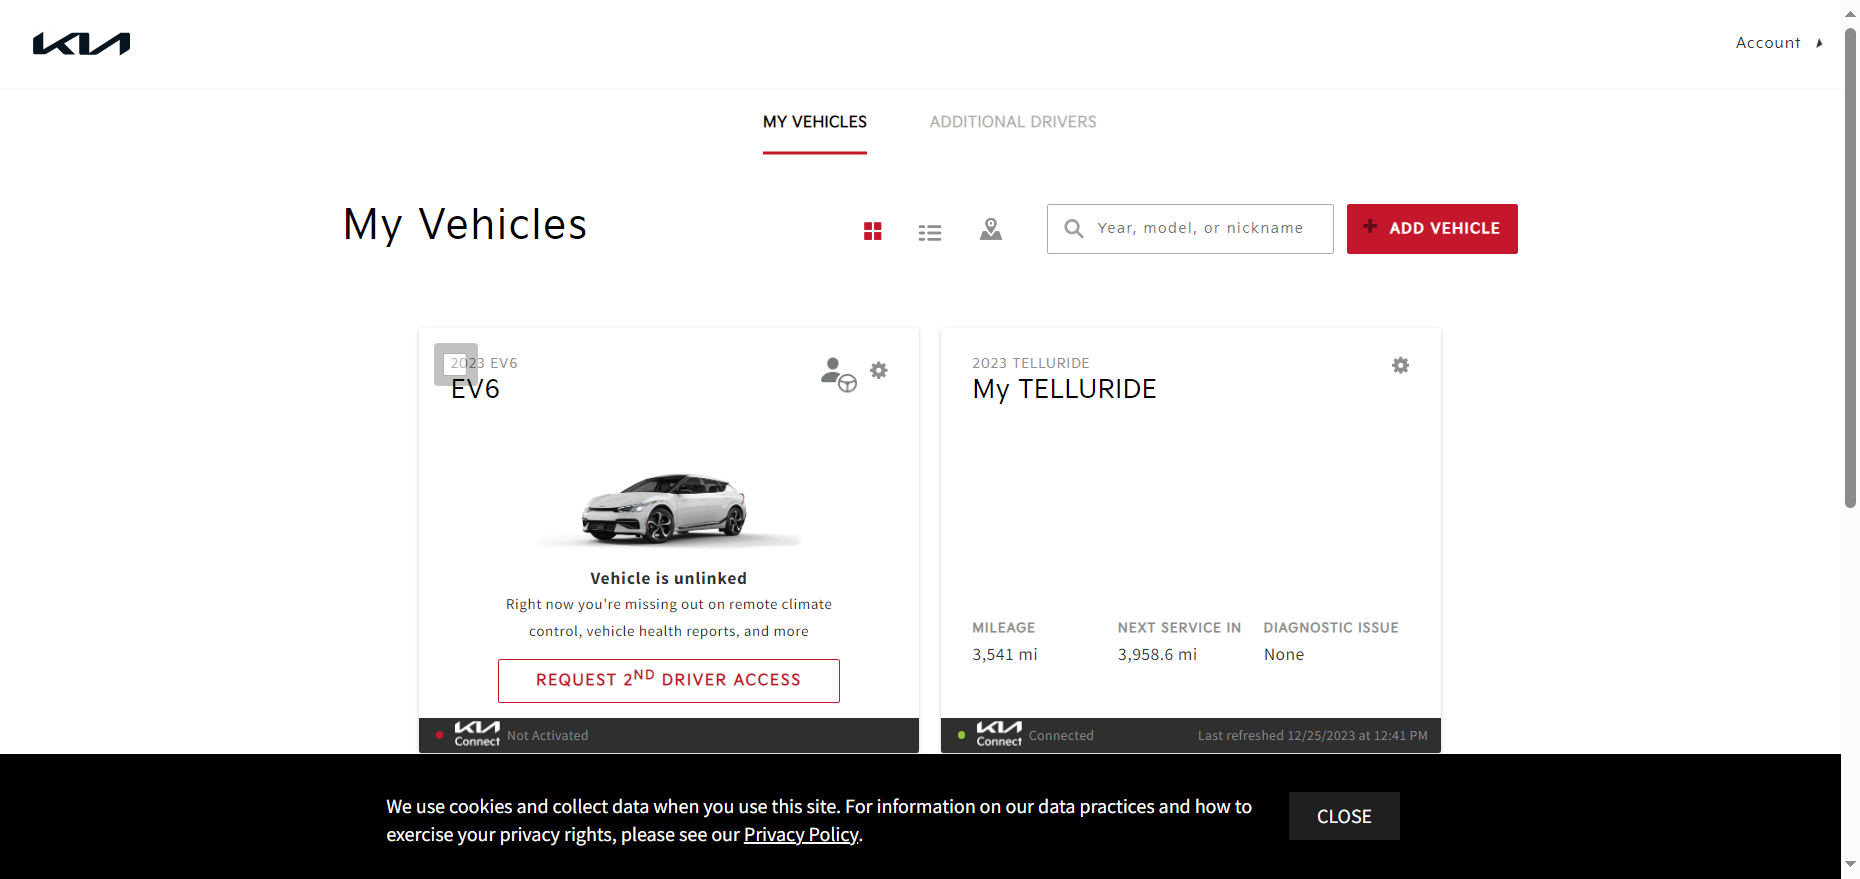 KIA
Account
MY VEHICLES
ADDITIONAL DRIVERS
My Vehicles
Year, model, or nickname
+ ADD VEHICLE
2023 EV6
EV6
2023 TELLURIDE
My TELLURIDE
Vehicle is unlinked
Right now you're missing out on remote climate
control, vehicle health reports, and more
REQUEST 2ND DRIVER ACCESS
MILEAGE
NEXT SERVICE IN
DIAGNOSTIC ISSUE
3,541 mi
3,958.6 mi
None
KIA Connect Not Activated
KIA Connect Connected
Last refreshed 12/25/2023 at 12:41 PM
We use cookies and collect data when you use this site. For information on our data practices and how to
exercise your privacy rights, please see our Privacy Policy.
CLOSE